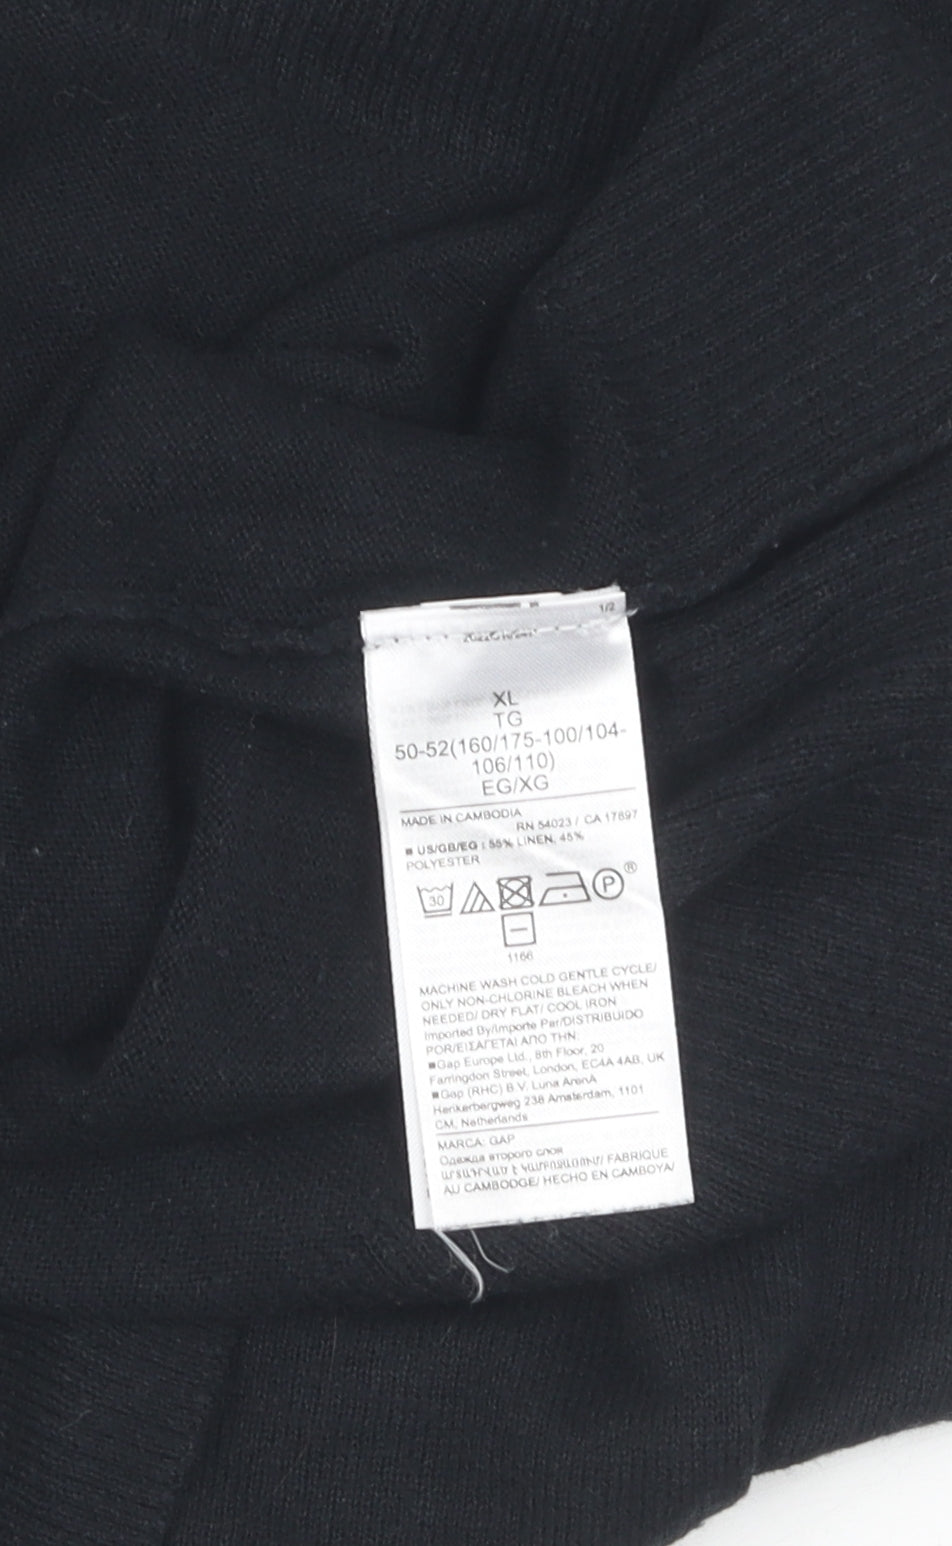 1/2
XL
TG
50-52(160/175-100/104-
106/110)
EG/XG
MADE IN CAMBODIA
RN 54023 / CA 17897
■ US/GB/EG : 55% LINEN, 45%
POLYESTER
30
P®
1166
MACHINE WASH COLD GENTLE CYCLE/
ONLY NON-CHLORINE BLEACH WHEN
NEEDED/ DRY FLAT/ COOL IRON
Imported By/Importe Par/DISTRIBUIDO
POR/ΕΙΣΑΓΕΤΑΙ ΑΠΟ ΤΗΝ:
■Gap Europe Ltd., 8th Floor, 20
Farringdon Street, London, EC4A 4AB, UK
■Gap (RHC) B.V. Luna ArenA
Herikerbergweg 238 Amsterdam, 1101
CM, Netherlands
MARCA: GAP
Одежда второго слоя
ԱՐՏԱԴՐՎԱԾ Է ԿԱՄԲՈՋԱՅՈՒՄ/ FABRIQUE
AU CAMBODGE/ HECHO EN CAMBOYA/